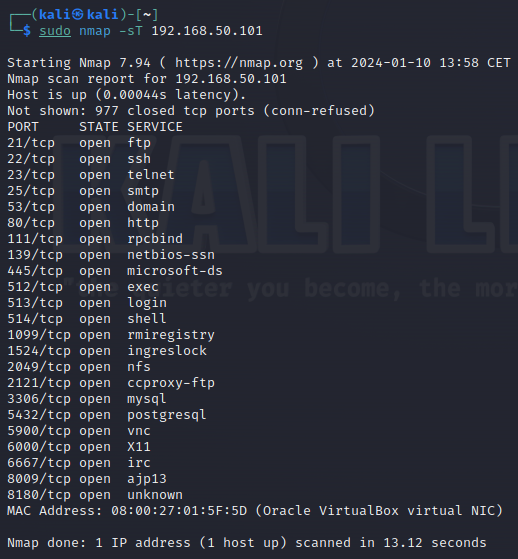 ┌──(kali㉿kali)-[~]
└─$ sudo nmap -sT 192.168.50.101
Starting Nmap 7.94 ( https://nmap.org ) at 2024-01-10 13:58 CET
Nmap scan report for 192.168.50.101
Host is up (0.00044s latency).
Not shown: 977 closed tcp ports (conn-refused)
PORT     STATE SERVICE
21/tcp   open  ftp
22/tcp   open  ssh
23/tcp   open  telnet
25/tcp   open  smtp
53/tcp   open  domain
80/tcp   open  http
111/tcp  open  rpcbind
139/tcp  open  netbios-ssn
445/tcp  open  microsoft-ds
512/tcp  open  exec
513/tcp  open  login
514/tcp  open  shell
1099/tcp open  rmiregistry
1524/tcp open  ingreslock
2049/tcp open  nfs
2121/tcp open  ccproxy-ftp
3306/tcp open  mysql
5432/tcp open  postgresql
5900/tcp open  vnc
6000/tcp open  X11
6667/tcp open  irc
8009/tcp open  ajp13
8180/tcp open  unknown
MAC Address: 08:00:27:01:5F:5D (Oracle VirtualBox virtual NIC)
Nmap done: 1 IP address (1 host up) scanned in 13.12 seconds
KALI LI
you become, the mor